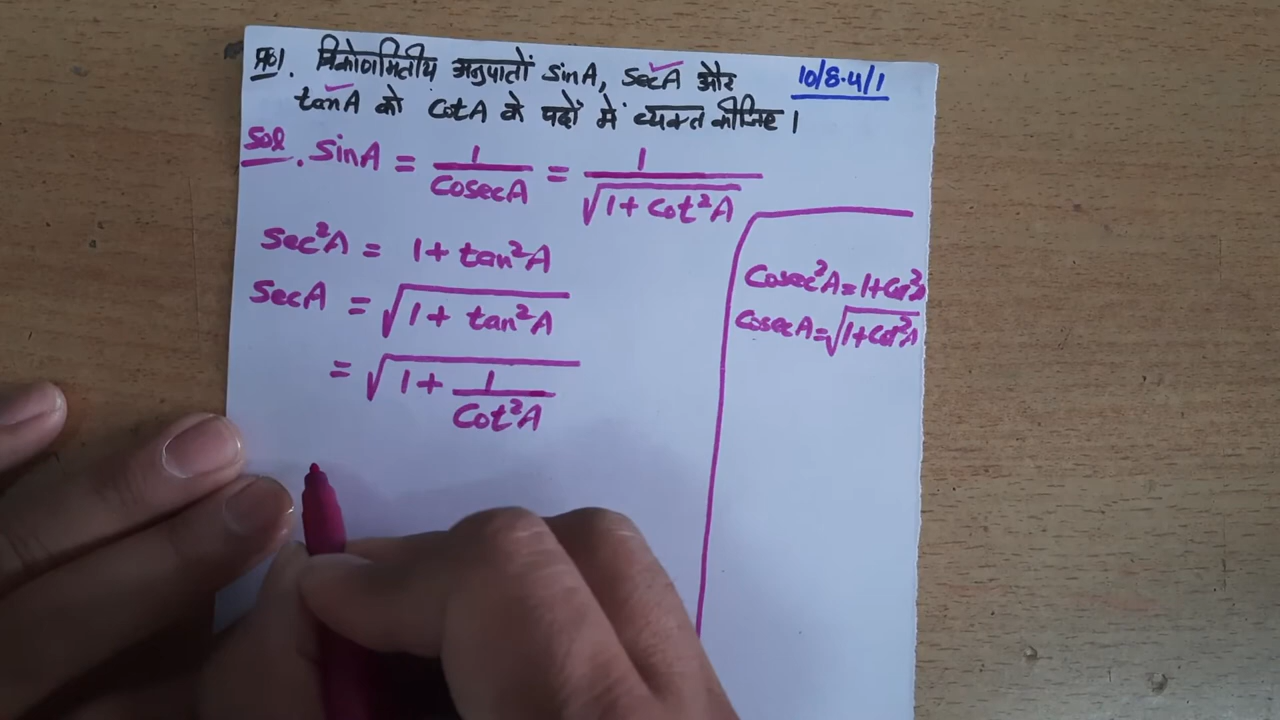 प्र०1. त्रिकोणमितीय अनुपातों sinA, secA और
tanA को CotA के पदों में व्यक्त कीजिए।
10/8.4/1
Sol. SinA = 1/CosecA = 1/√(1+Cot²A)
Sec²A = 1+ tan²A
SecA = √(1+ tan²A)
= √(1+ 1/Cot²A)
Cosec²A=1+Cot²A
CosecA=√(1+Cot²A)